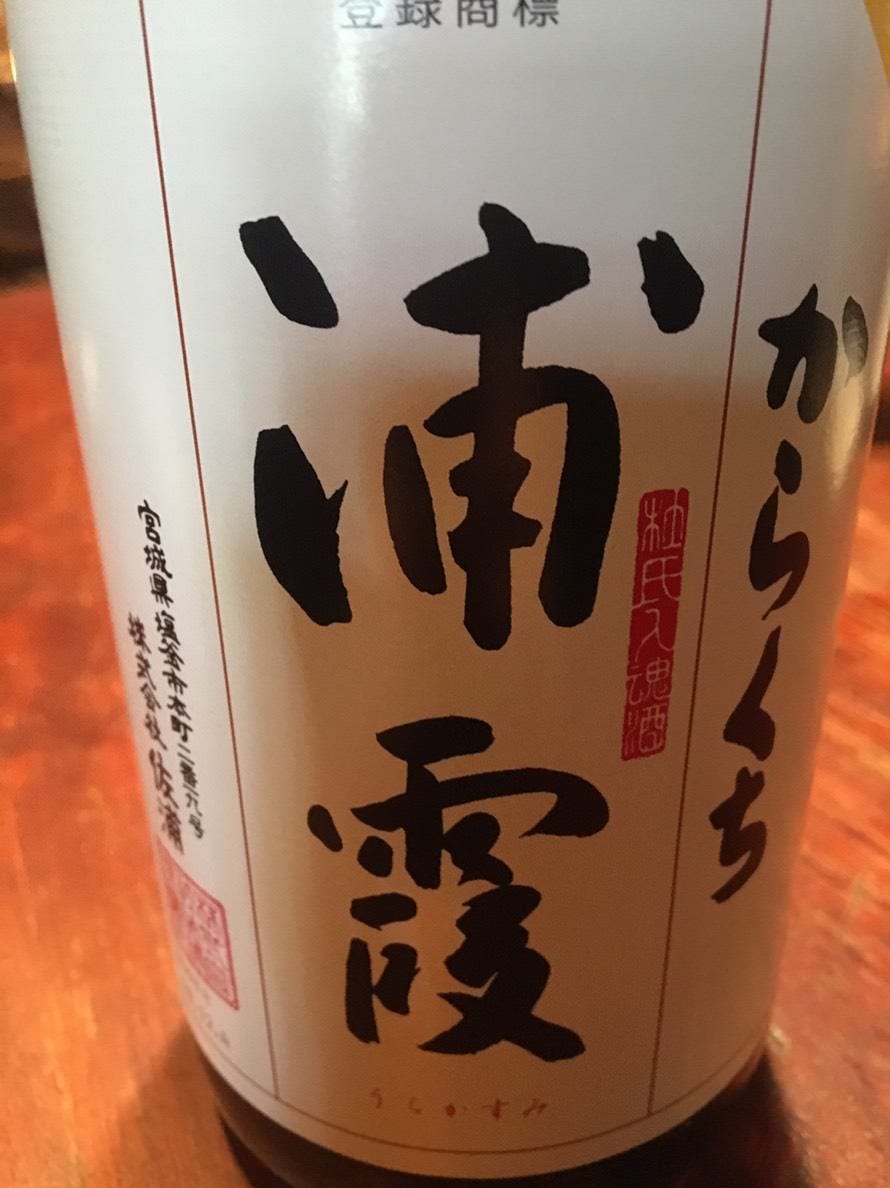 登録商標
からくち
杜氏入魂酒
浦霞
うらかすみ
宮城県塩釜市本町二番十九号
株式会社佐浦